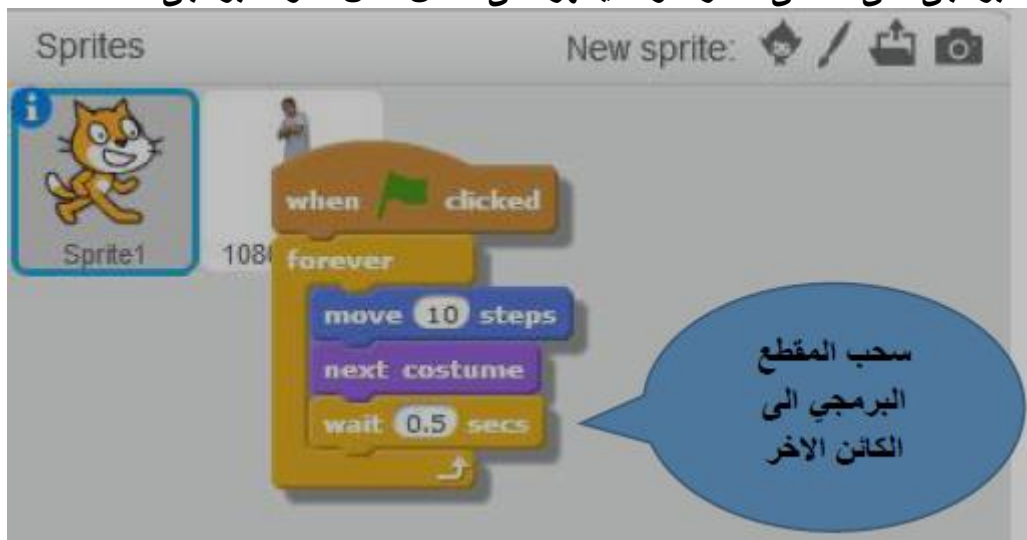 Sprites
New sprite:
Sprite1
108
when clicked
forever
move 10 steps
next costume
wait 0.5 secs
سحب المقطع
البرمجي الى
الكائن الاخر